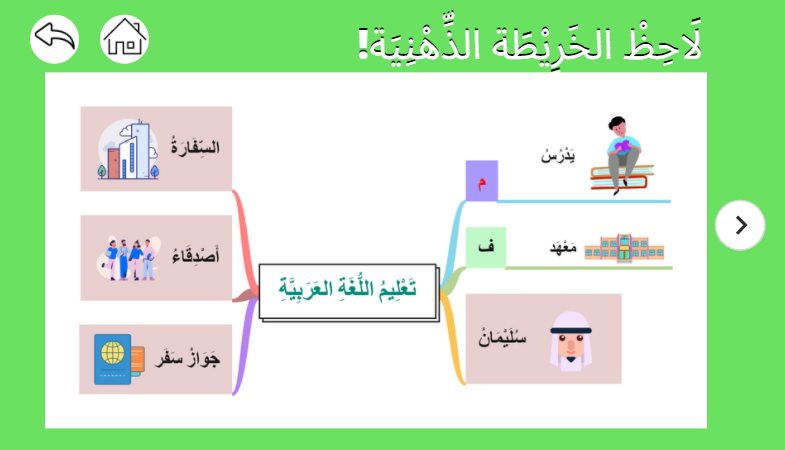 لَاحِظْ الخَرِيْطَة الذِّهْنِيَة!
يَدْرُسُ
م
مَعْهَد
ف
سُلَيْمَانُ
تَعْلِيمُ اللُّغَةِ العَرَبِيَّةِ
السِّفَارَةُ
أَصْدِقَاءُ
جَوَازُ سَفَر